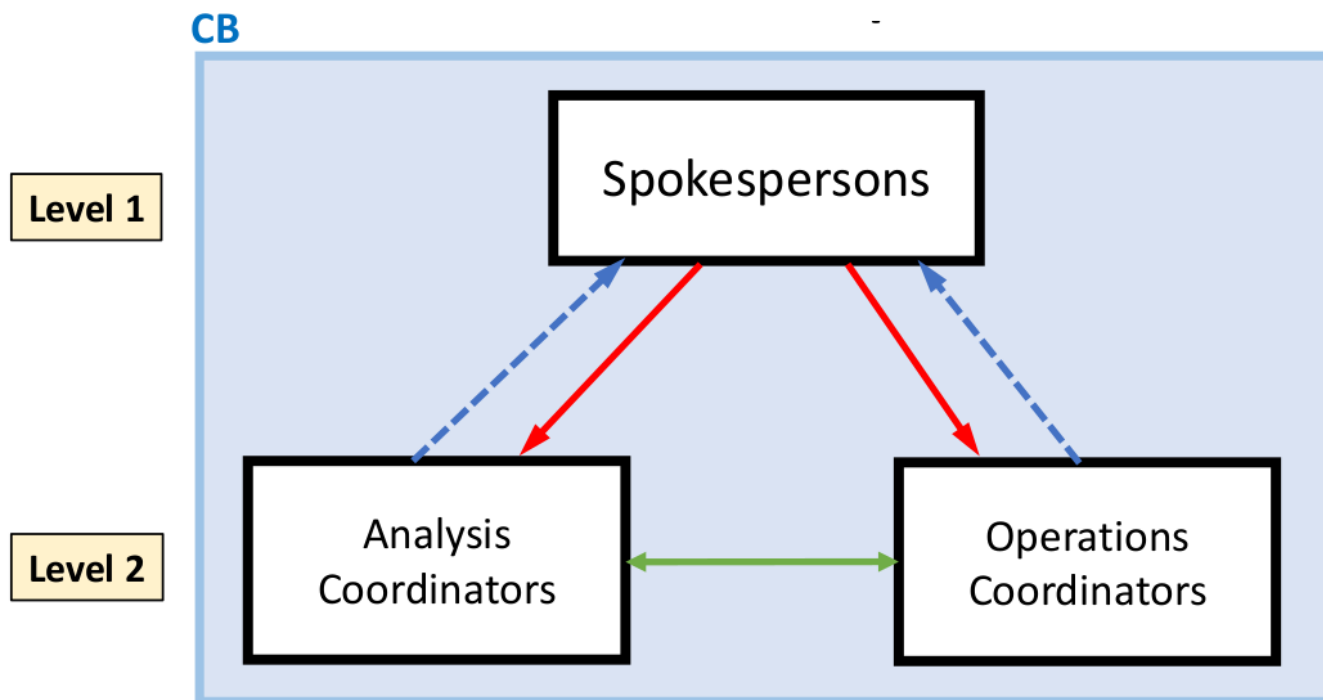 CB
-
Spokespersons
Level 1
Analysis
Coordinators
Operations
Coordinators
Level 2